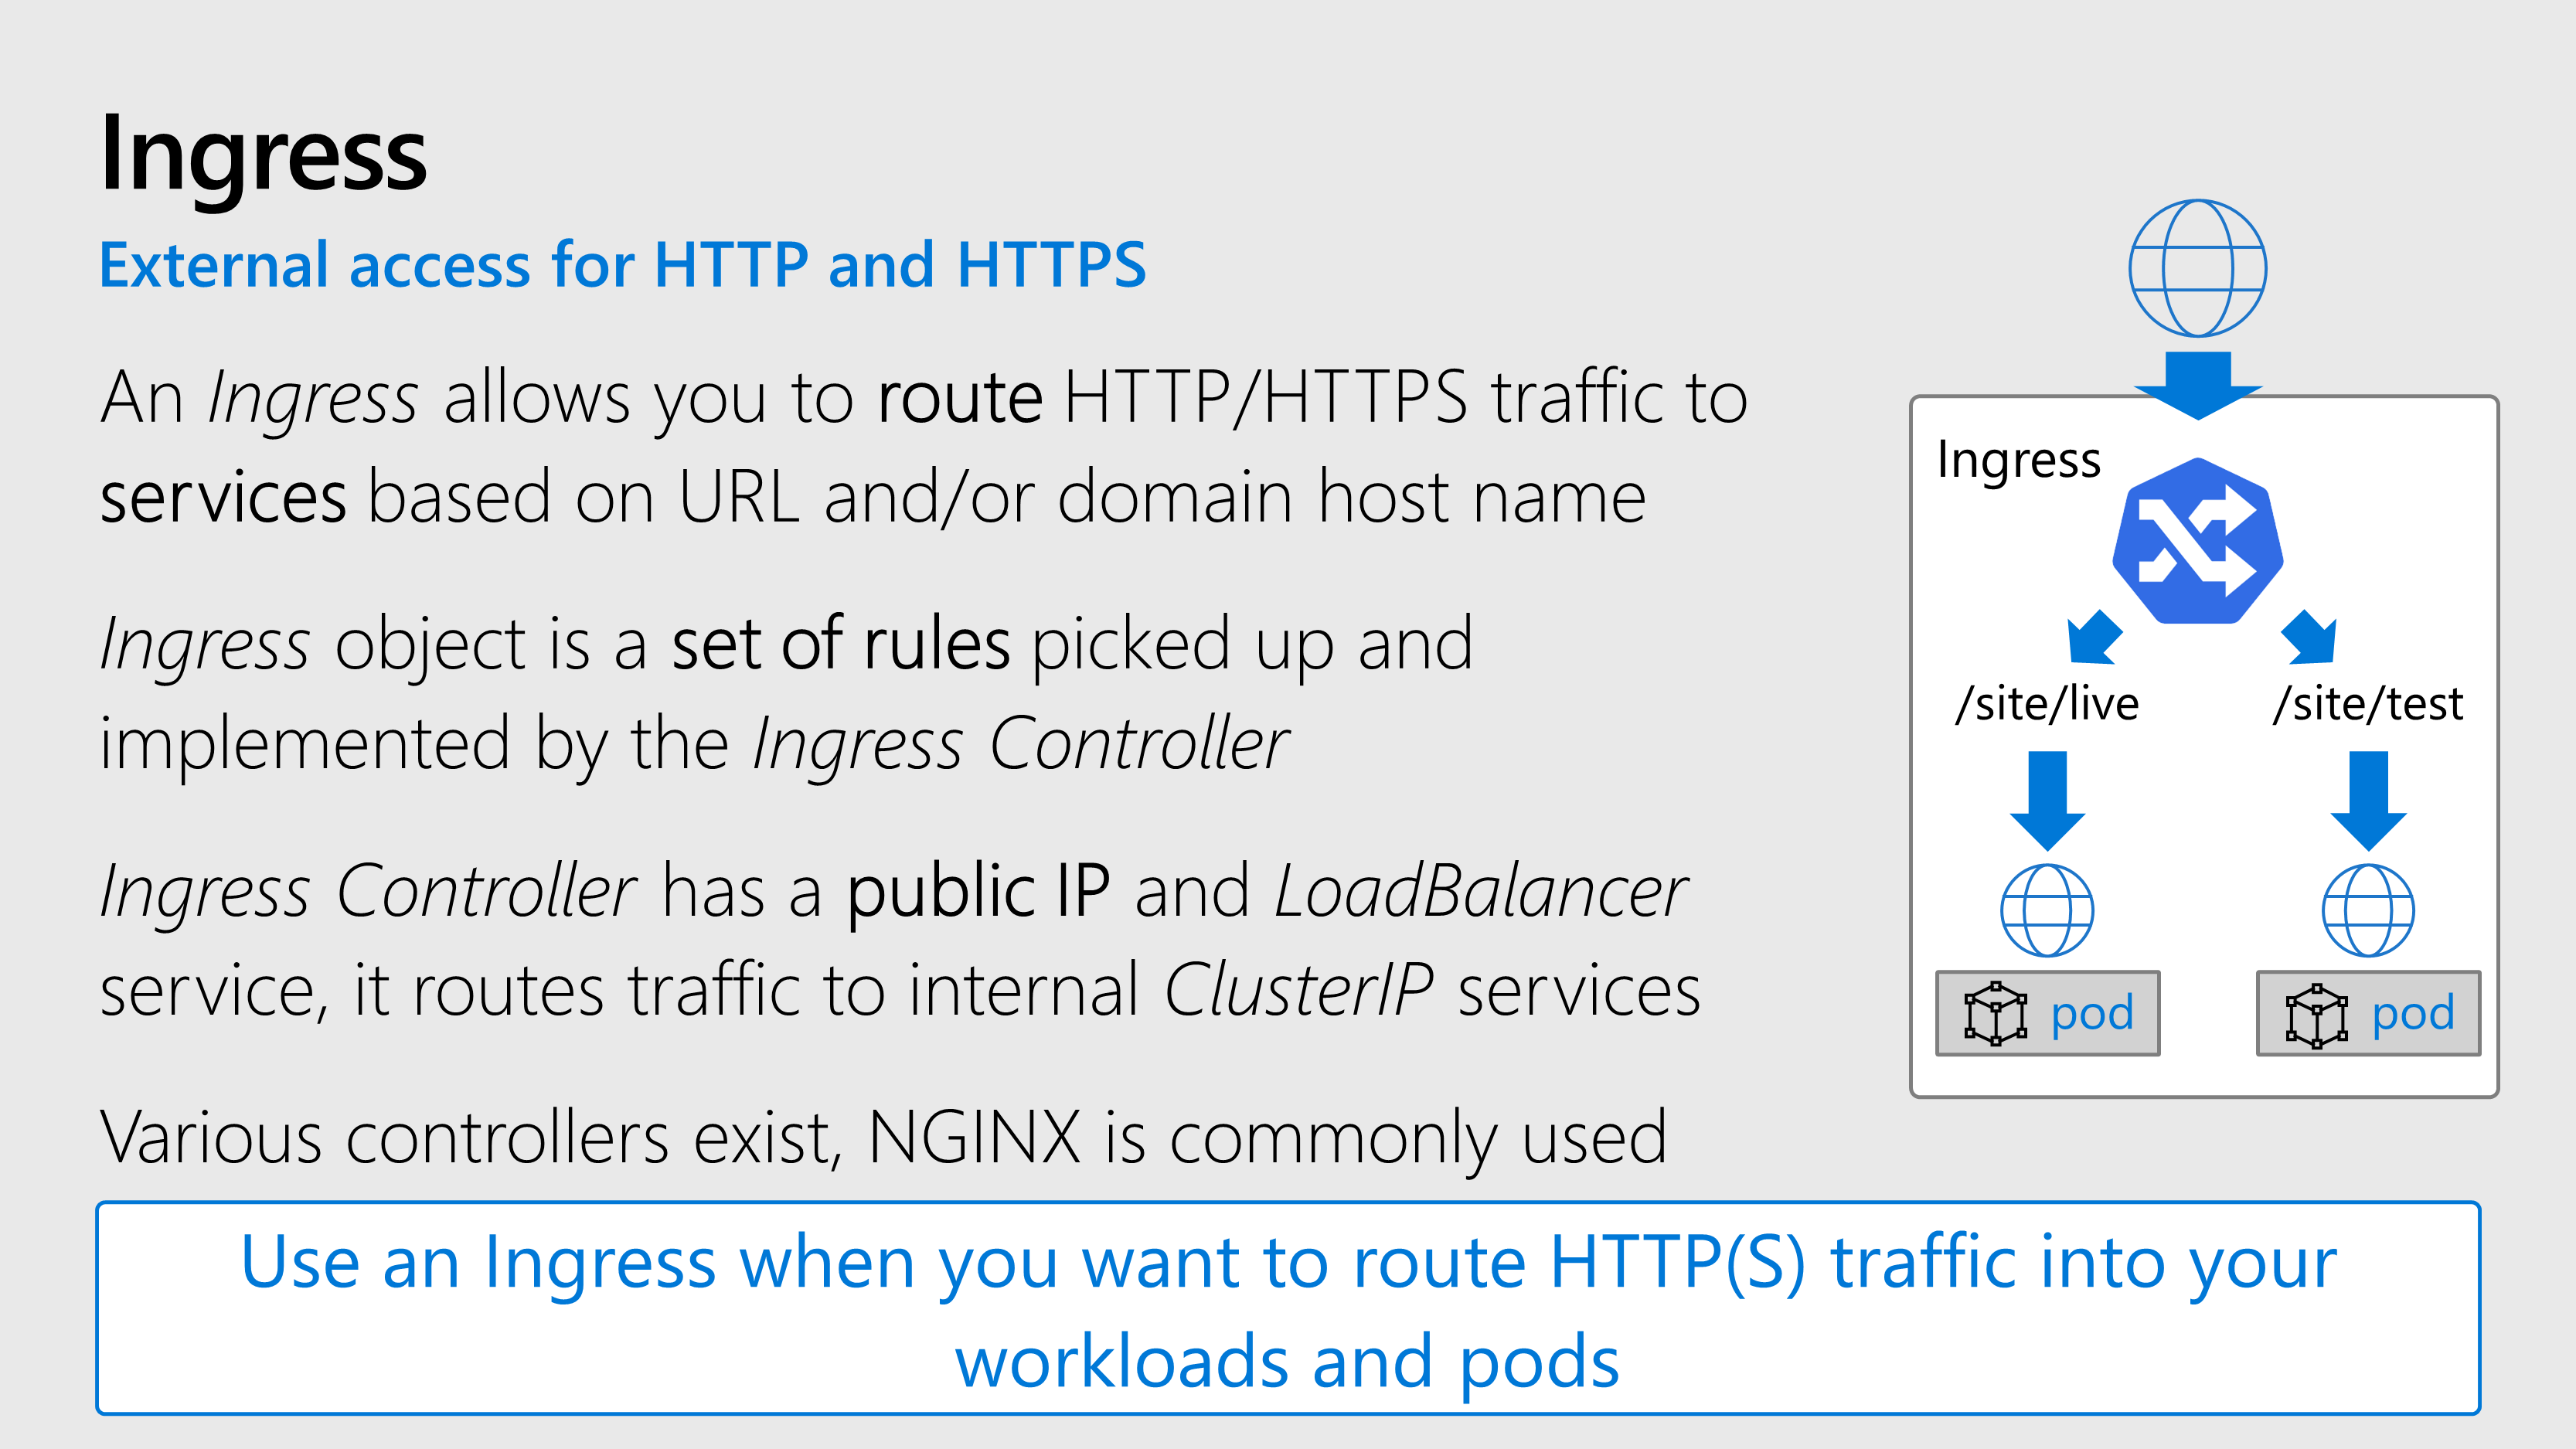 Ingress
External access for HTTP and HTTPS
An Ingress allows you to route HTTP/HTTPS traffic to
services based on URL and/or domain host name
Ingress object is a set of rules picked up and
implemented by the Ingress Controller
Ingress Controller has a public IP and LoadBalancer
service, it routes traffic to internal ClusterIP services
Various controllers exist, NGINX is commonly used
Ingress
/site/live
/site/test
pod
pod
Use an Ingress when you want to route HTTP(S) traffic into your
workloads and pods